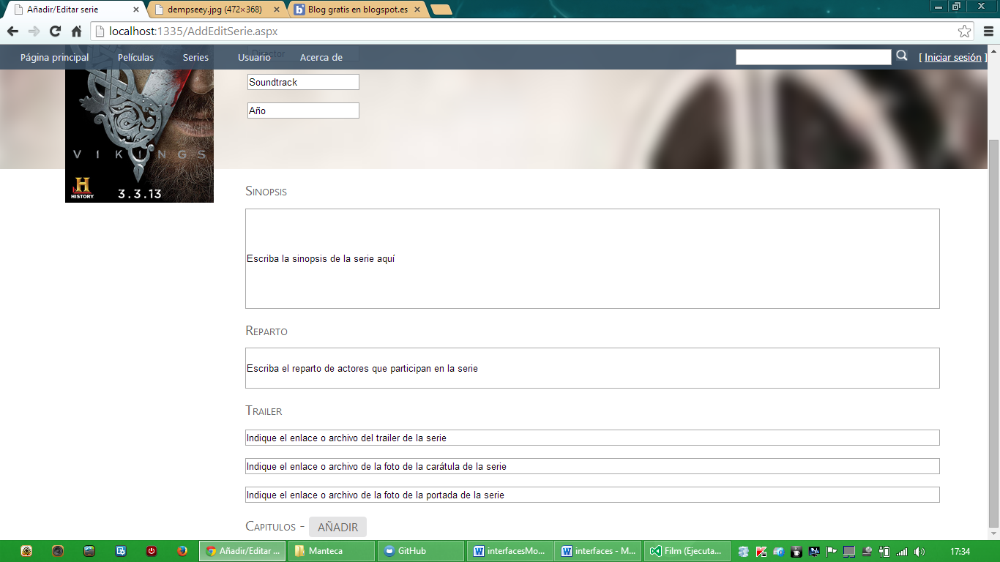 Añadir/Editar serie
dempseey.jpg (472×368)
Blog gratis en blogspot.es
localhost:1335/AddEditSerie.aspx
Página principal Películas Series Usuario Acerca de [ Iniciar sesión ]
Director
Soundtrack
Año
VIKINGS
H
HISTORY
3.3.13
Sinopsis
Escriba la sinopsis de la serie aquí
Reparto
Escriba el reparto de actores que participan en la serie
Trailer
Indique el enlace o archivo del trailer de la serie
Indique el enlace o archivo de la foto de la carátula de la serie
Indique el enlace o archivo de la foto de la portada de la serie
Capitulos - AÑADIR
Añadir/Editar ... Manteca GitHub interfacesMo... interfaces - M... Film (Ejecuta... 17:34